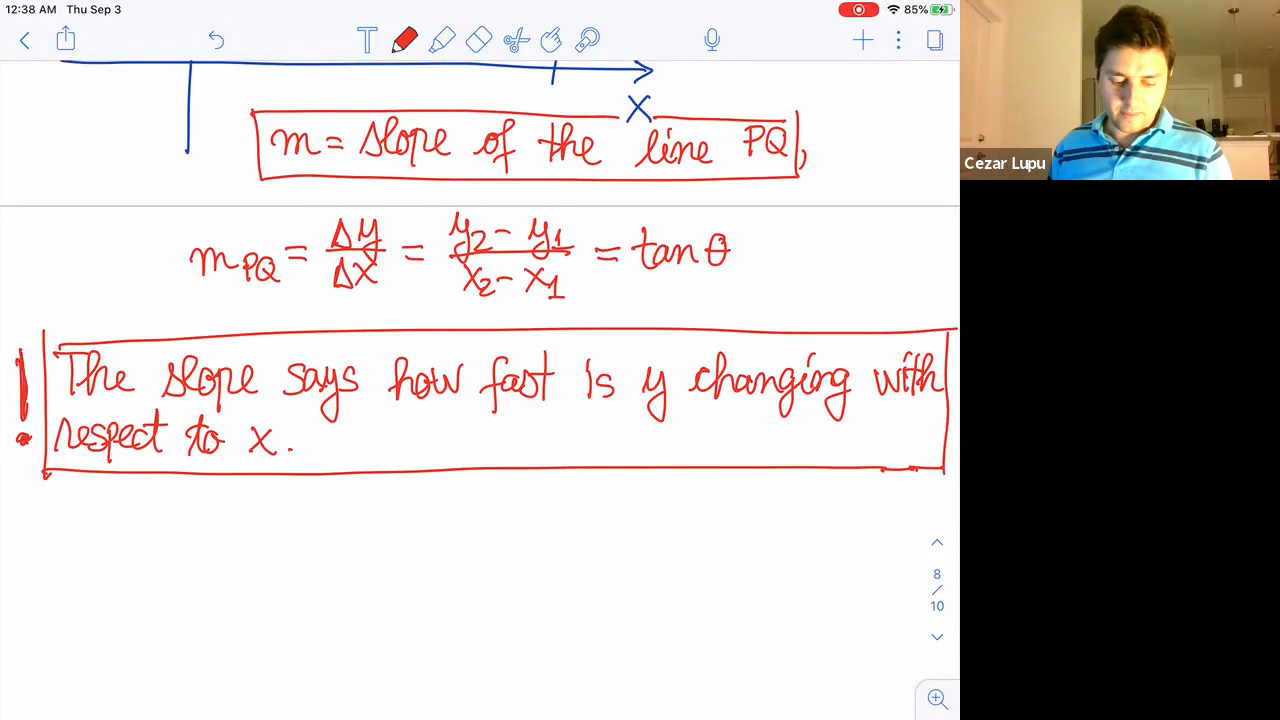 12:38 AM Thu Sep 3
85%
T
x
m = slope of the line PQ,
m_PQ = Δy/Δx = (y₂ - y₁)/(x₂ - x₁) = tan θ
! The slope says how fast is y changing with
respect to x.
Cezar Lupu
8
/
10